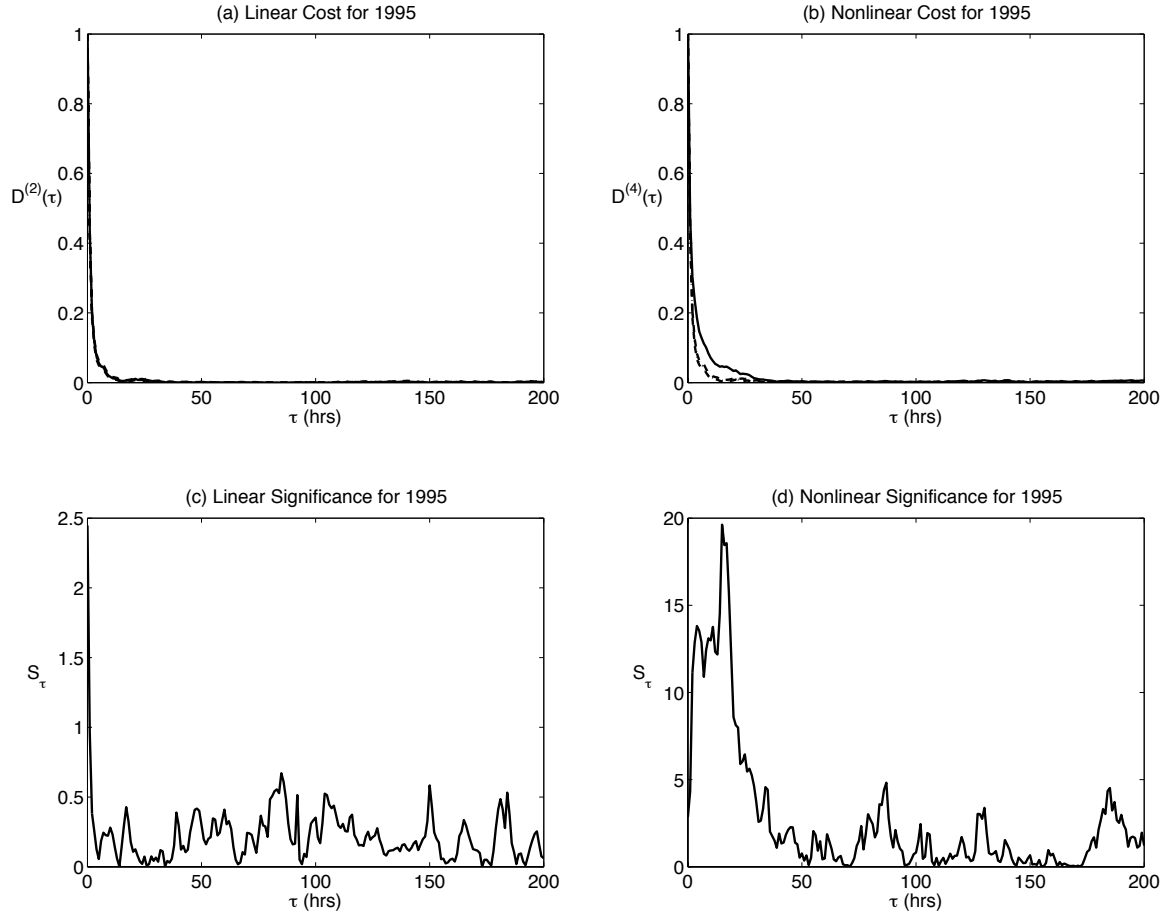 (a) Linear Cost for 1995
1
0.8
0.6
0.4
0.2
0
D(2)(τ)
0 50 100 150 200
τ (hrs)
(b) Nonlinear Cost for 1995
1
0.8
0.6
0.4
0.2
0
D(4)(τ)
0 50 100 150 200
τ (hrs)
(c) Linear Significance for 1995
2.5
2
1.5
1
0.5
0
Sτ
0 50 100 150 200
τ (hrs)
(d) Nonlinear Significance for 1995
20
15
10
5
0
Sτ
0 50 100 150 200
τ (hrs)